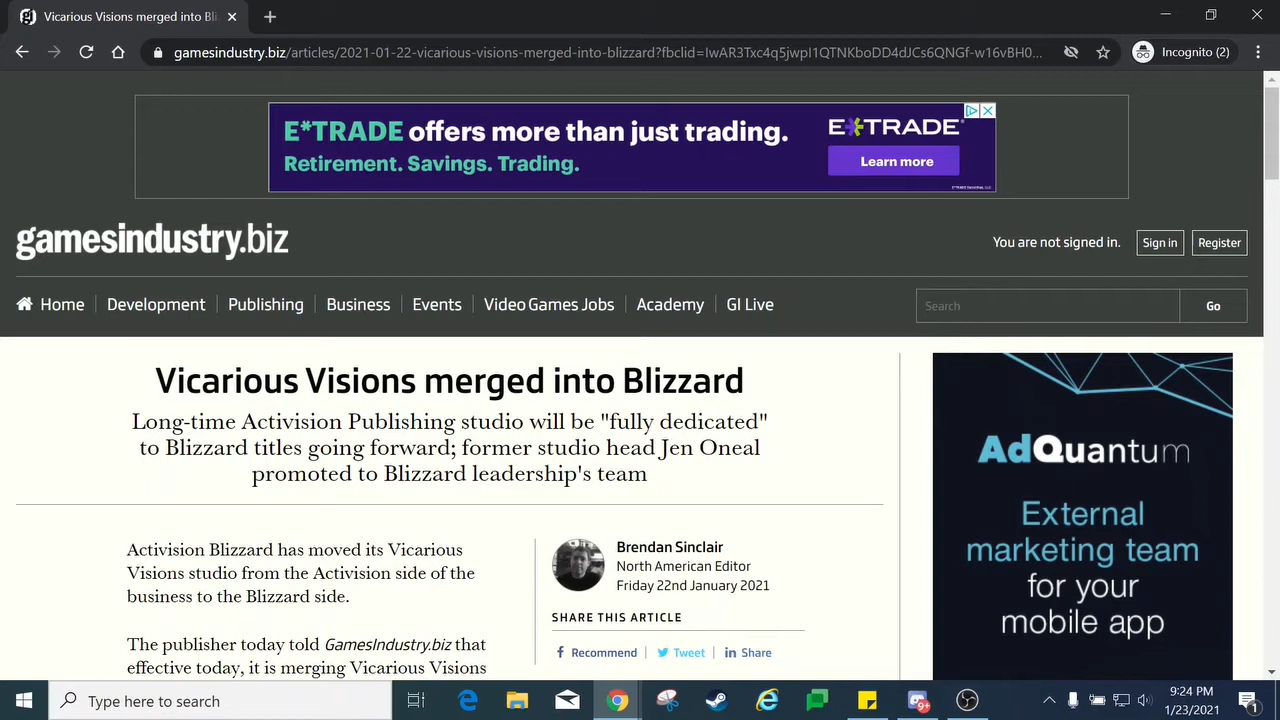 Vicarious Visions merged into Bli
gamesindustry.biz/articles/2021-01-22-vicarious-visions-merged-into-blizzard?fbclid=IwAR3Txc4q5jwpI1QTNKboDD4dJCs6QNGf-w16vBH0...
Incognito (2)
E*TRADE offers more than just trading.
Retirement. Savings. Trading.
E*TRADE
Learn more
gamesindustry.biz
You are not signed in.
Sign in
Register
Home
Development
Publishing
Business
Events
Video Games Jobs
Academy
GI Live
Search
Go
Vicarious Visions merged into Blizzard
Long-time Activision Publishing studio will be "fully dedicated"
to Blizzard titles going forward; former studio head Jen Oneal
promoted to Blizzard leadership's team
Activision Blizzard has moved its Vicarious
Visions studio from the Activision side of the
business to the Blizzard side.
The publisher today told GamesIndustry.biz that
effective today, it is merging Vicarious Visions
Brendan Sinclair
North American Editor
Friday 22nd January 2021
SHARE THIS ARTICLE
Recommend
Tweet
Share
AdQuantum
External
marketing team
for your
mobile app
Type here to search
9+
9:24 PM
1/23/2021
1